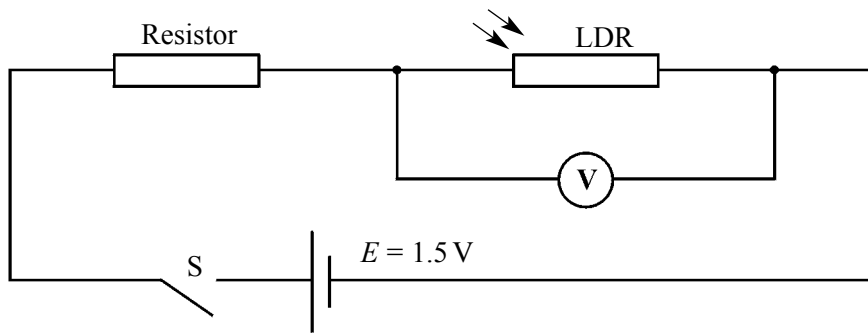 Resistor
LDR
V
S
E = 1.5 V